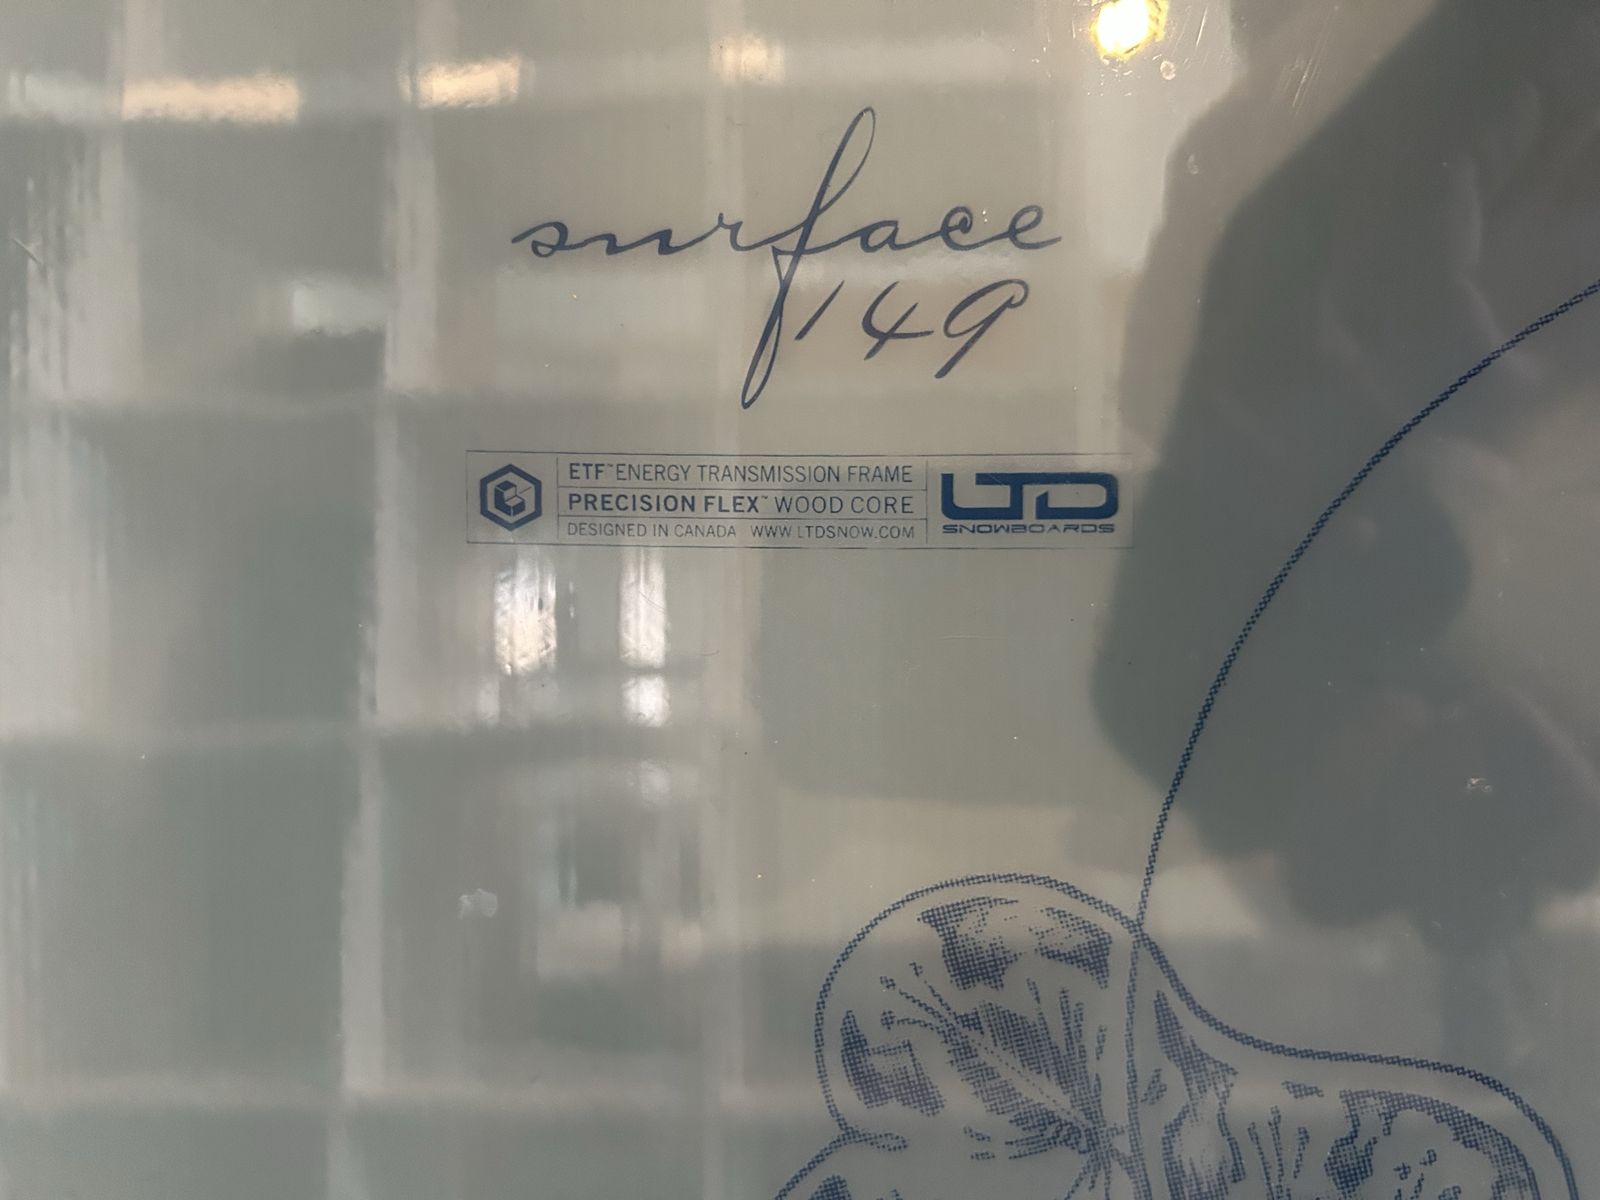 surface
149
ETF™ ENERGY TRANSMISSION FRAME
PRECISION FLEX™ WOOD CORE
DESIGNED IN CANADA WWW.LTDSNOW.COM
LTD
SNOWBOARDS